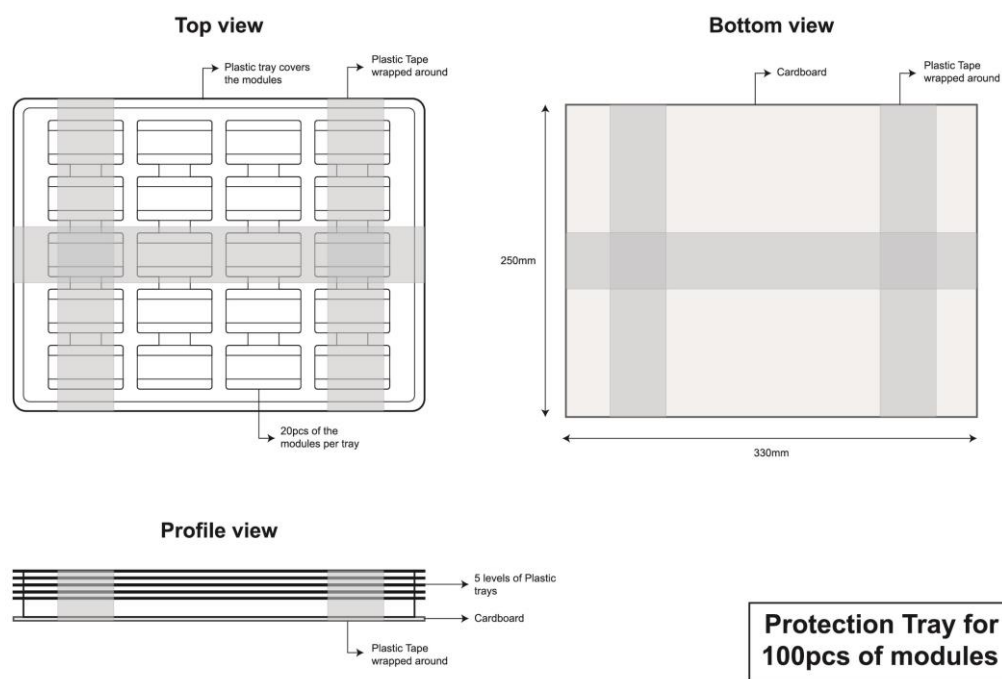 Top view
Plastic tray covers
the modules
Plastic Tape
wrapped around
20pcs of the
modules per tray
Bottom view
Cardboard
Plastic Tape
wrapped around
250mm
330mm
Profile view
5 levels of Plastic
trays
Cardboard
Plastic Tape
wrapped around
Protection Tray for
100pcs of modules